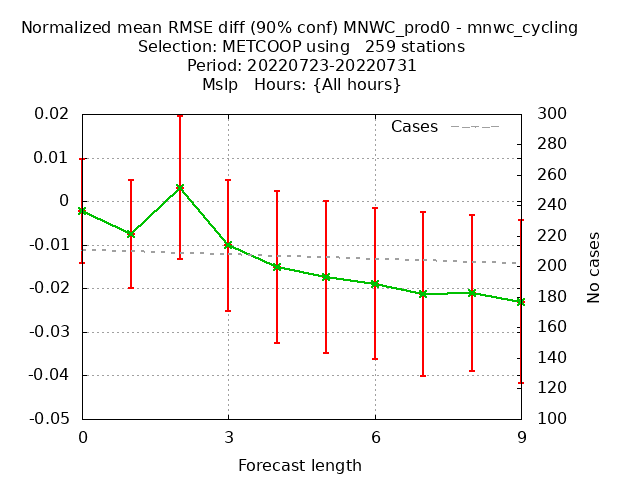 Normalized mean RMSE diff (90% conf) MNWC_prod0 - mnwc_cycling
Selection: METCOOP using   259 stations
Period: 20220723-20220731
Mslp   Hours: {All hours}
Cases
0.02
0.01
0
-0.01
-0.02
-0.03
-0.04
-0.05
300
280
260
240
220
200
180
160
140
120
100
No cases
0 3 6 9
Forecast length